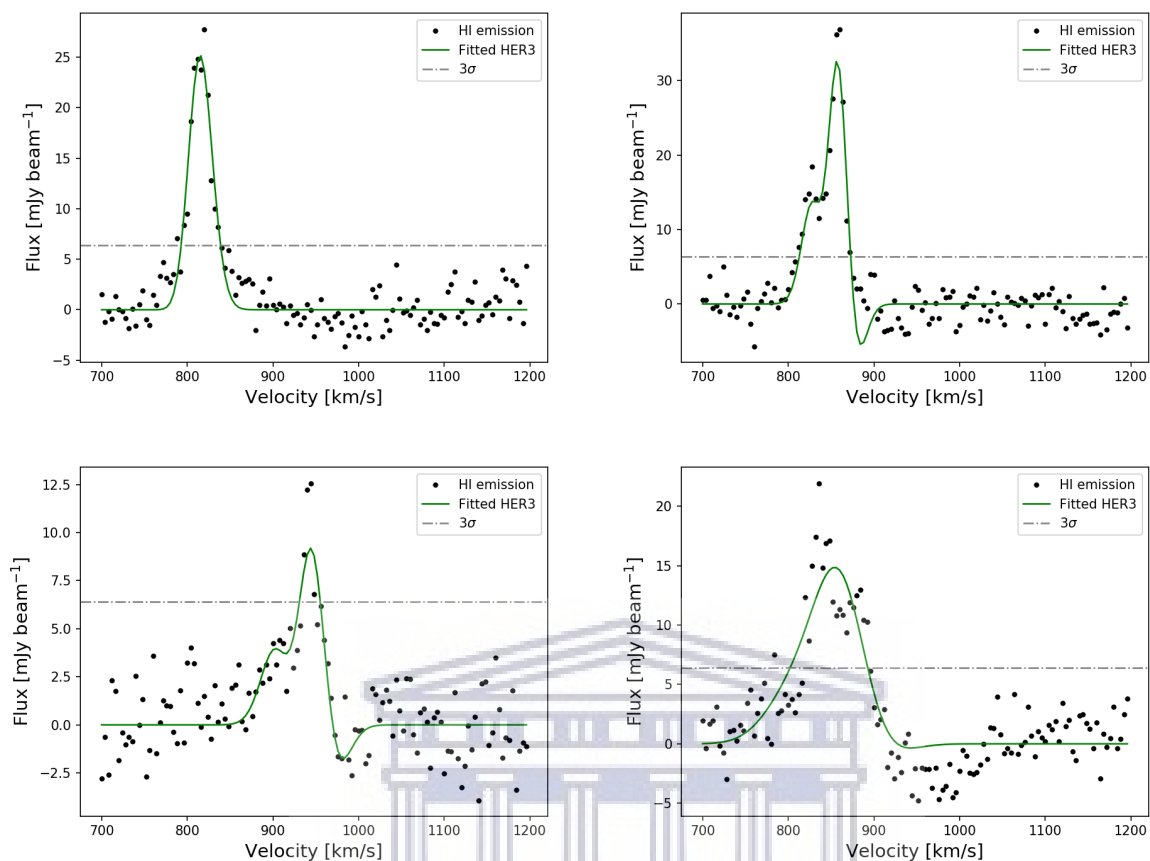 HI emission
Fitted HER3
3σ
25
20
15
10
5
0
−5
Flux [mJy beam⁻¹]
700 800 900 1000 1100 1200
Velocity [km/s]
HI emission
Fitted HER3
3σ
30
20
10
0
Flux [mJy beam⁻¹]
700 800 900 1000 1100 1200
Velocity [km/s]
HI emission
Fitted HER3
3σ
12.5
10.0
7.5
5.0
2.5
0.0
−2.5
Flux [mJy beam⁻¹]
700 800 900 1000 1100 1200
Velocity [km/s]
HI emission
Fitted HER3
3σ
20
15
10
5
0
−5
Flux [mJy beam⁻¹]
700 800 900 1000 1100 1200
Velocity [km/s]